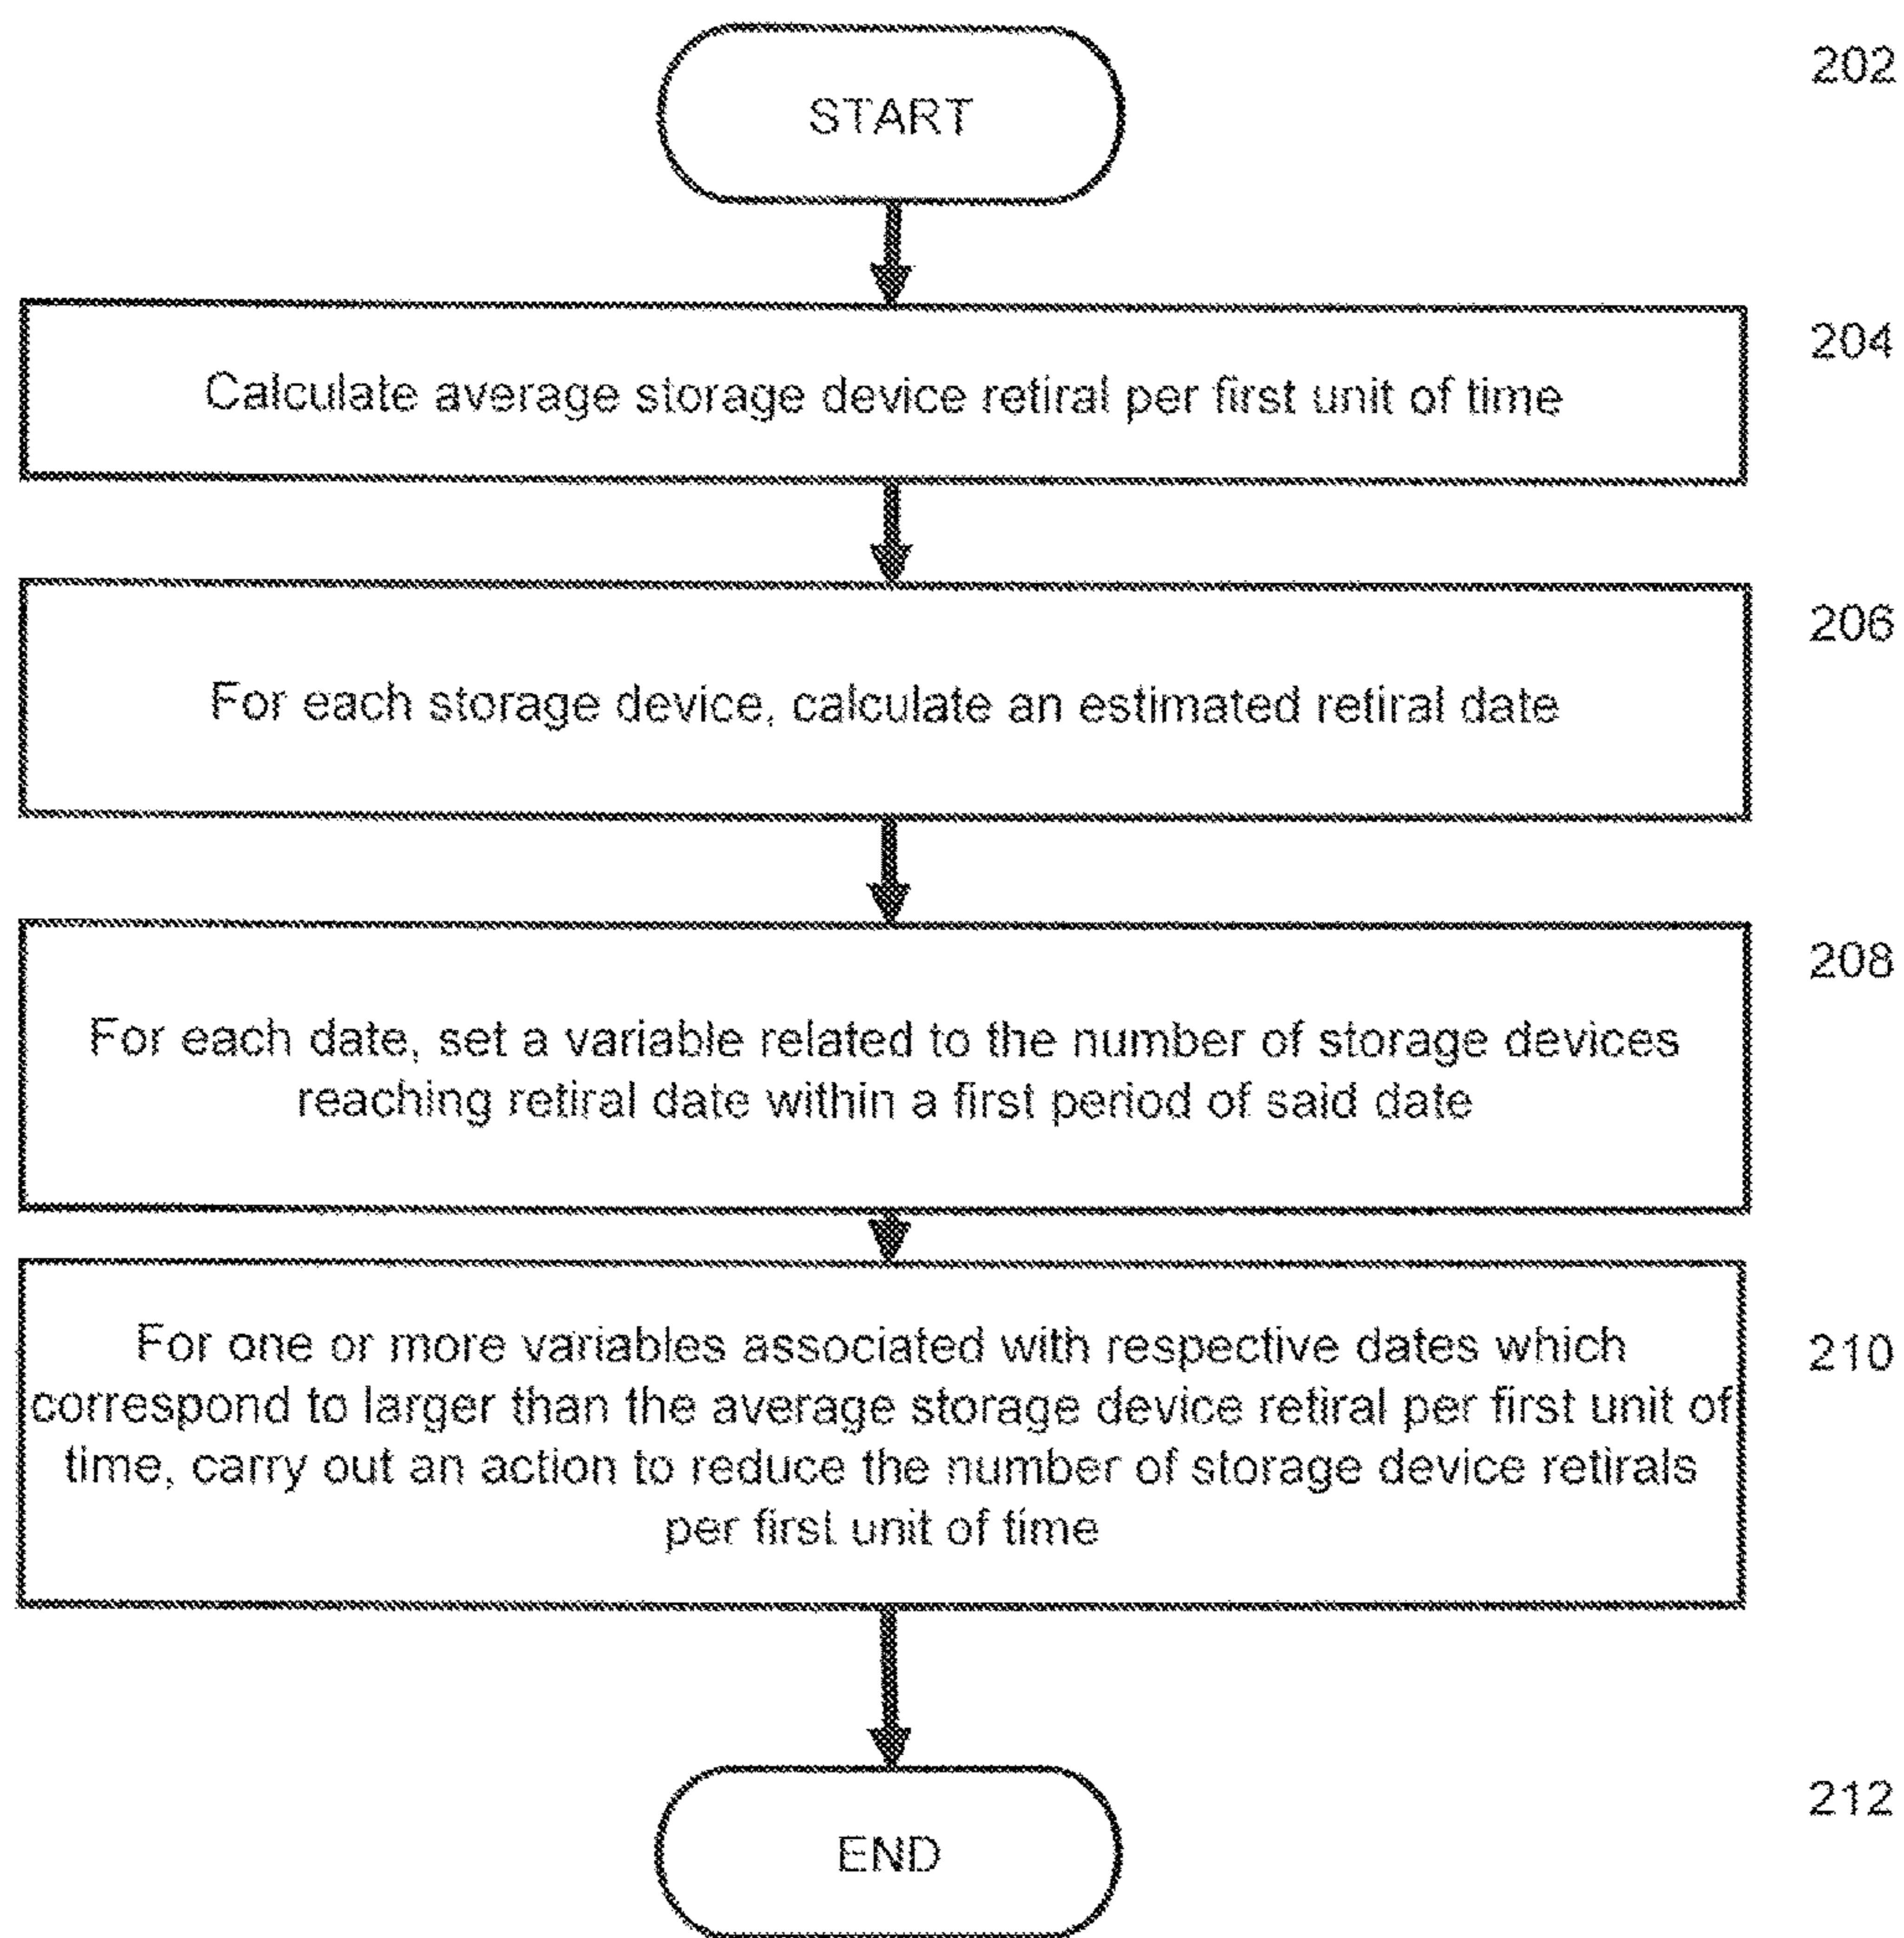 202
START
204
Calculate average storage device retiral per first unit of time
206
For each storage device, calculate an estimated retiral date
208
For each date, set a variable related to the number of storage devices
reaching retiral date within a first period of said date
210
For one or more variables associated with respective dates which
correspond to larger than the average storage device retiral per first unit of
time, carry out an action to reduce the number of storage device retirals
per first unit of time
212
END